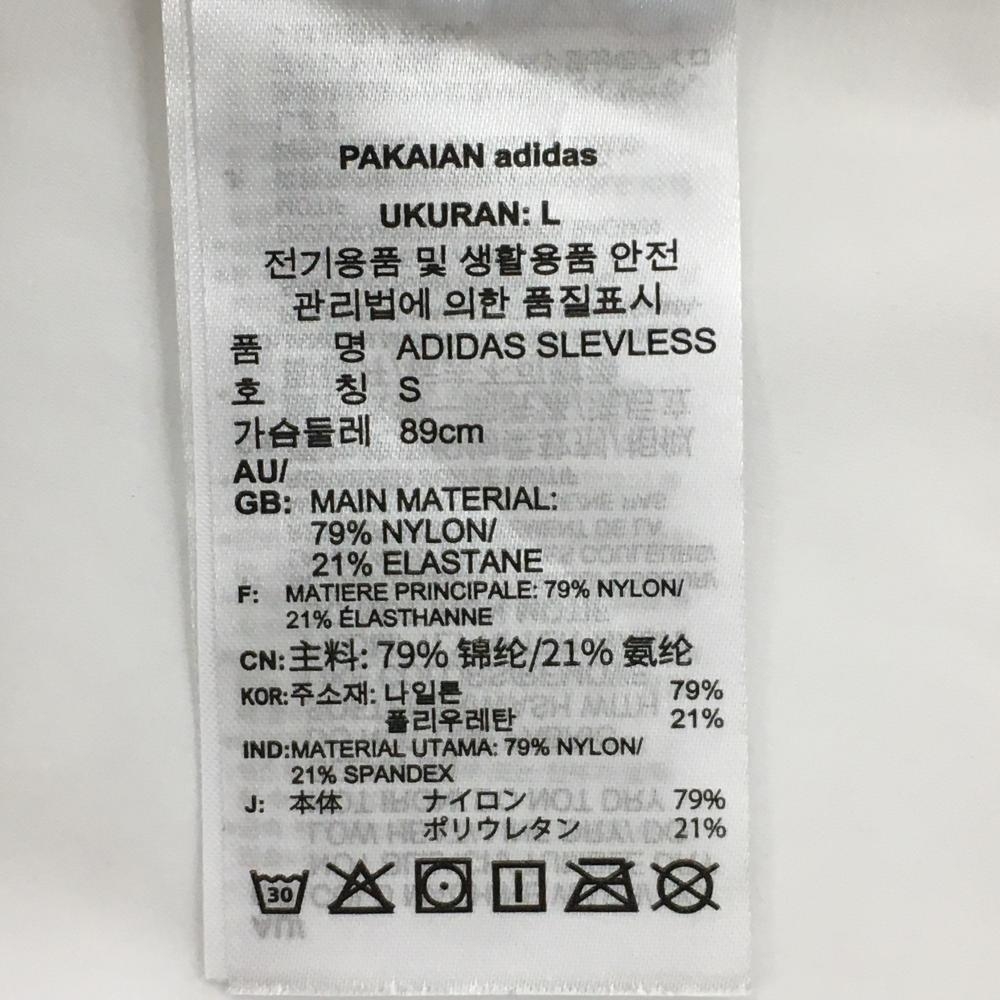 PAKAIAN adidas
UKURAN: L
전기용품 및 생활용품 안전
관리법에 의한 품질표시
품 명 ADIDAS SLEVLESS
호 칭 S
가슴둘레 89cm
AU/
GB: MAIN MATERIAL:
79% NYLON/
21% ELASTANE
F: MATIERE PRINCIPALE: 79% NYLON/
21% ÉLASTHANNE
CN: 主料: 79% 锦纶/21% 氨纶
KOR: 주소재: 나일론 79%
폴리우레탄 21%
IND: MATERIAL UTAMA: 79% NYLON/
21% SPANDEX
J: 本体 ナイロン 79%
ポリウレタン 21%
30